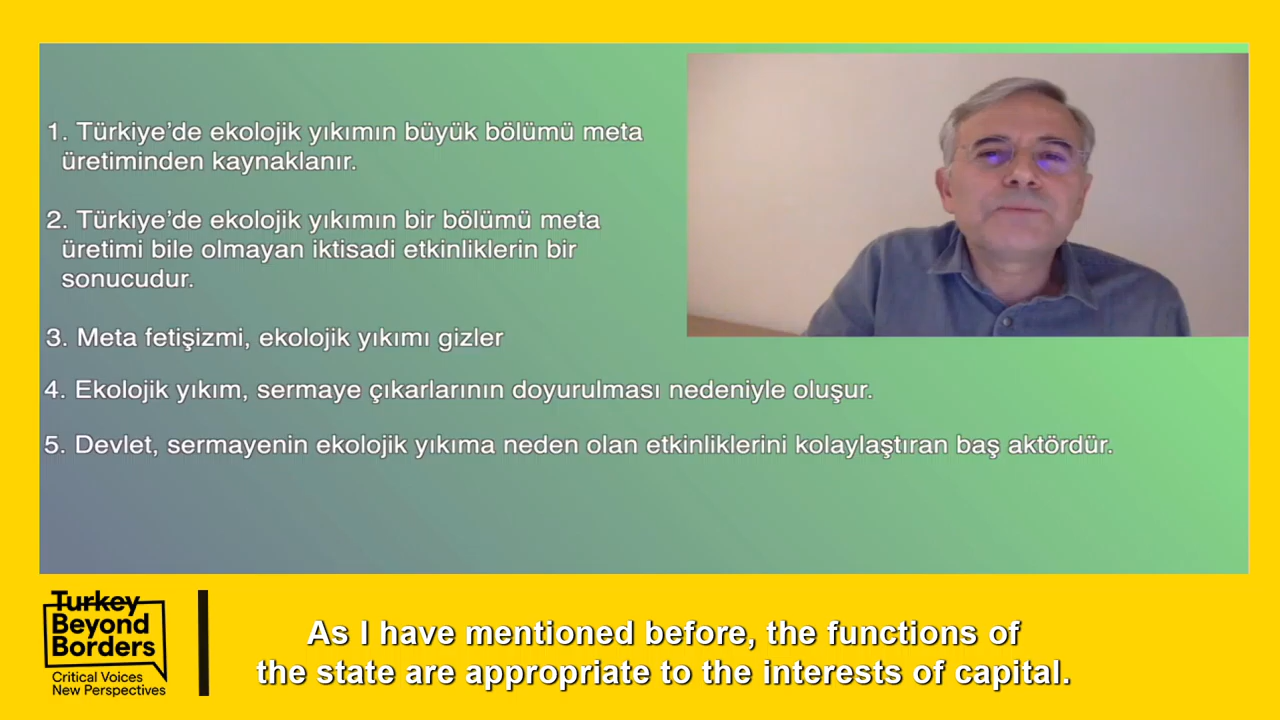 1. Türkiye'de ekolojik yıkımın büyük bölümü meta
üretiminden kaynaklanır.
2. Türkiye'de ekolojik yıkımın bir bölümü meta
üretimi bile olmayan iktisadi etkinliklerin bir
sonucudur.
3. Meta fetişizmi, ekolojik yıkımı gizler
4. Ekolojik yıkım, sermaye çıkarlarının doyurulması nedeniyle oluşur.
5. Devlet, sermayenin ekolojik yıkıma neden olan etkinliklerini kolaylaştıran baş aktördür.
Turkey
Beyond
Borders
Critical Voices
New Perspectives
As I have mentioned before, the functions of
the state are appropriate to the interests of capital.